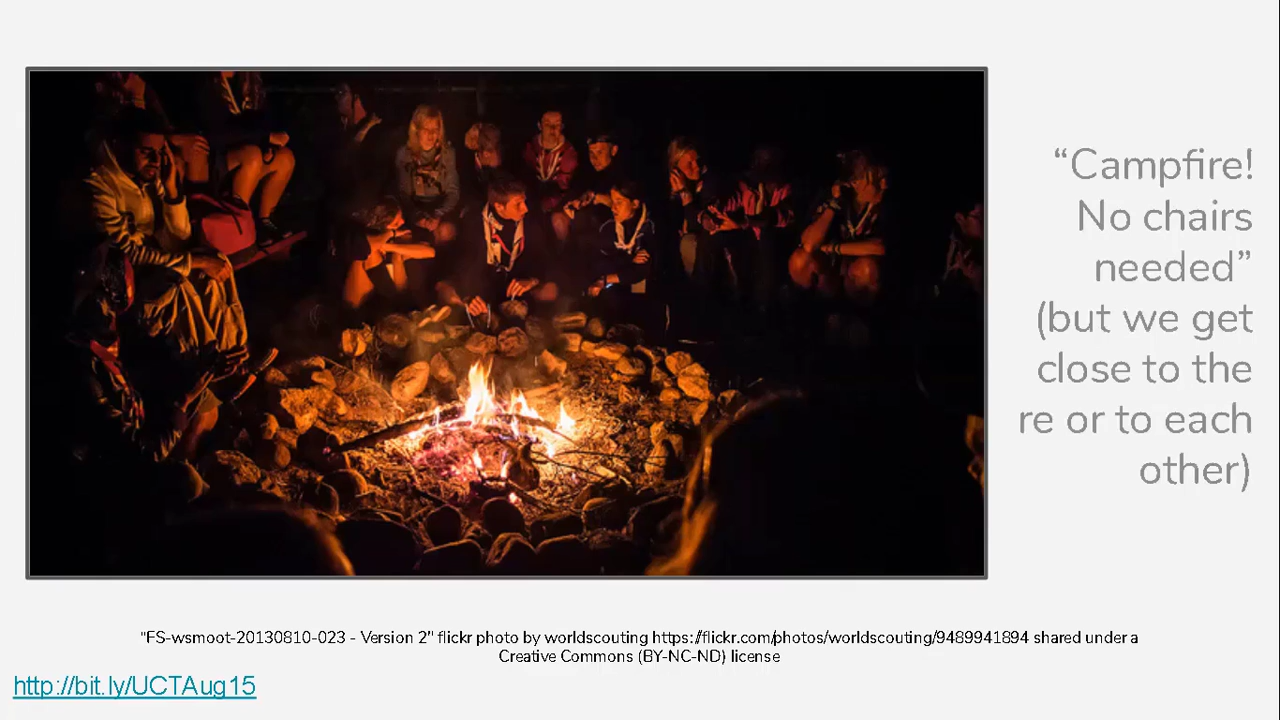 “Campfire!
No chairs
needed”
(but we get
close to the
re or to each
other)
"FS-wsmoot-20130810-023 - Version 2" flickr photo by worldscouting https://flickr.com/photos/worldscouting/9489941894 shared under a
Creative Commons (BY-NC-ND) license
http://bit.ly/UCTAug15